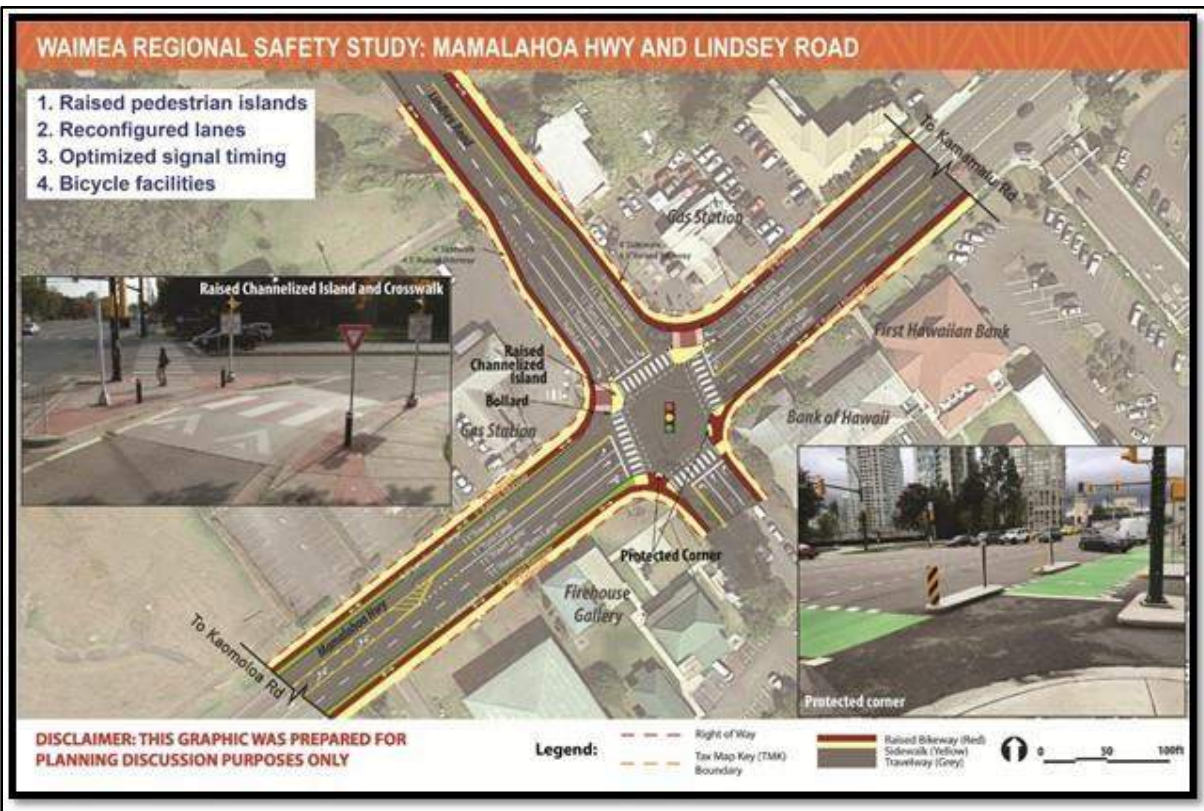 WAIMEA REGIONAL SAFETY STUDY: MAMALAHOA HWY AND LINDSEY ROAD
1. Raised pedestrian islands
2. Reconfigured lanes
3. Optimized signal timing
4. Bicycle facilities
Lindsey Road
To Kamamalu Rd
Gas Station
Raised Channelized Island and Crosswalk
First Hawaiian Bank
Raised
Channelized
Island
Bollard
Gas Station
Bank of Hawaii
Protected Corner
Firehouse
Gallery
Mamalahoa Hwy
To Kaomoloa Rd
Protected corner
DISCLAIMER: THIS GRAPHIC WAS PREPARED FOR
PLANNING DISCUSSION PURPOSES ONLY
Legend:
Right of Way
Tax Map Key (TMK)
Boundary
Raised Bikeway (Red)
Sidewalk (Yellow)
Travelway (Grey)
0 50 100ft